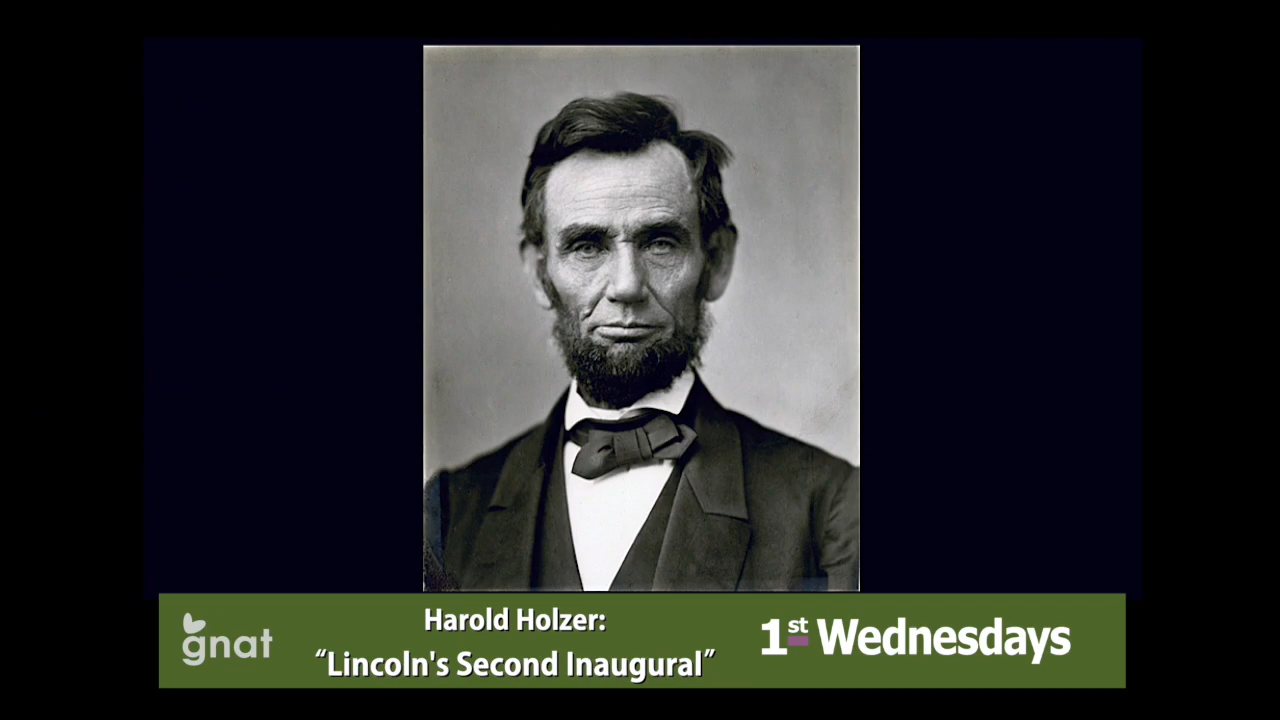 gnat
Harold Holzer:
“Lincoln's Second Inaugural”
1st Wednesdays